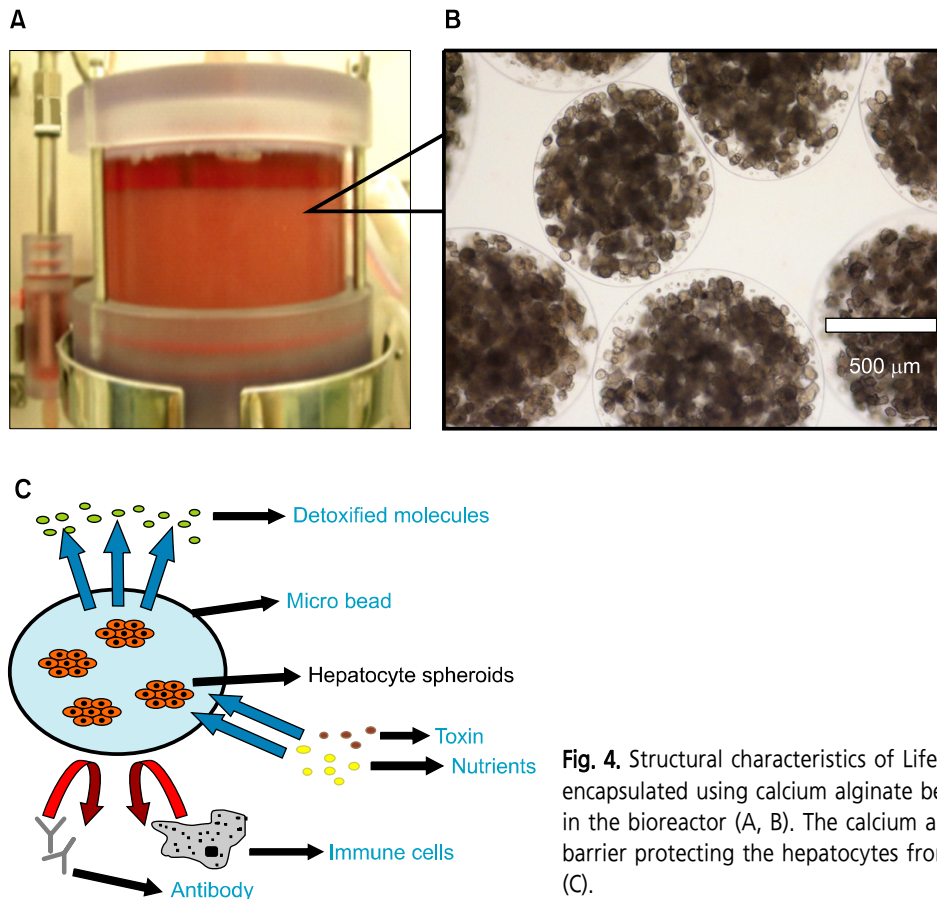 A
B
500 μm
C
Detoxified molecules
Micro bead
Hepatocyte spheroids
Toxin
Nutrients
Immune cells
Antibody
Fig. 4. Structural characteristics of Life
encapsulated using calcium alginate be
in the bioreactor (A, B). The calcium a
barrier protecting the hepatocytes from
(C).